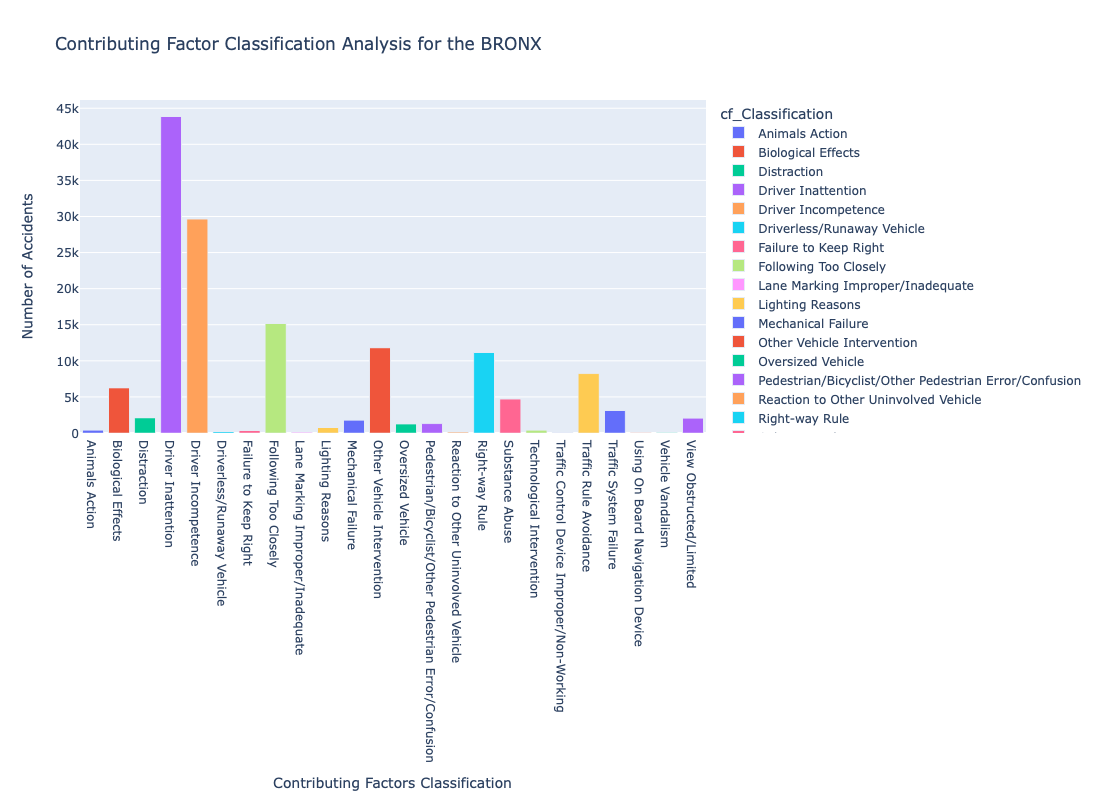 Contributing Factor Classification Analysis for the BRONX
Number of Accidents
45k
40k
35k
30k
25k
20k
15k
10k
5k
0
Animals Action
Biological Effects
Distraction
Driver Inattention
Driver Incompetence
Driverless/Runaway Vehicle
Failure to Keep Right
Following Too Closely
Lane Marking Improper/Inadequate
Lighting Reasons
Mechanical Failure
Other Vehicle Intervention
Oversized Vehicle
Pedestrian/Bicyclist/Other Pedestrian Error/Confusion
Reaction to Other Uninvolved Vehicle
Right-way Rule
Substance Abuse
Technological Intervention
Traffic Control Device Improper/Non-Working
Traffic Rule Avoidance
Traffic System Failure
Using On Board Navigation Device
Vehicle Vandalism
View Obstructed/Limited
Contributing Factors Classification
cf_Classification
Animals Action
Biological Effects
Distraction
Driver Inattention
Driver Incompetence
Driverless/Runaway Vehicle
Failure to Keep Right
Following Too Closely
Lane Marking Improper/Inadequate
Lighting Reasons
Mechanical Failure
Other Vehicle Intervention
Oversized Vehicle
Pedestrian/Bicyclist/Other Pedestrian Error/Confusion
Reaction to Other Uninvolved Vehicle
Right-way Rule